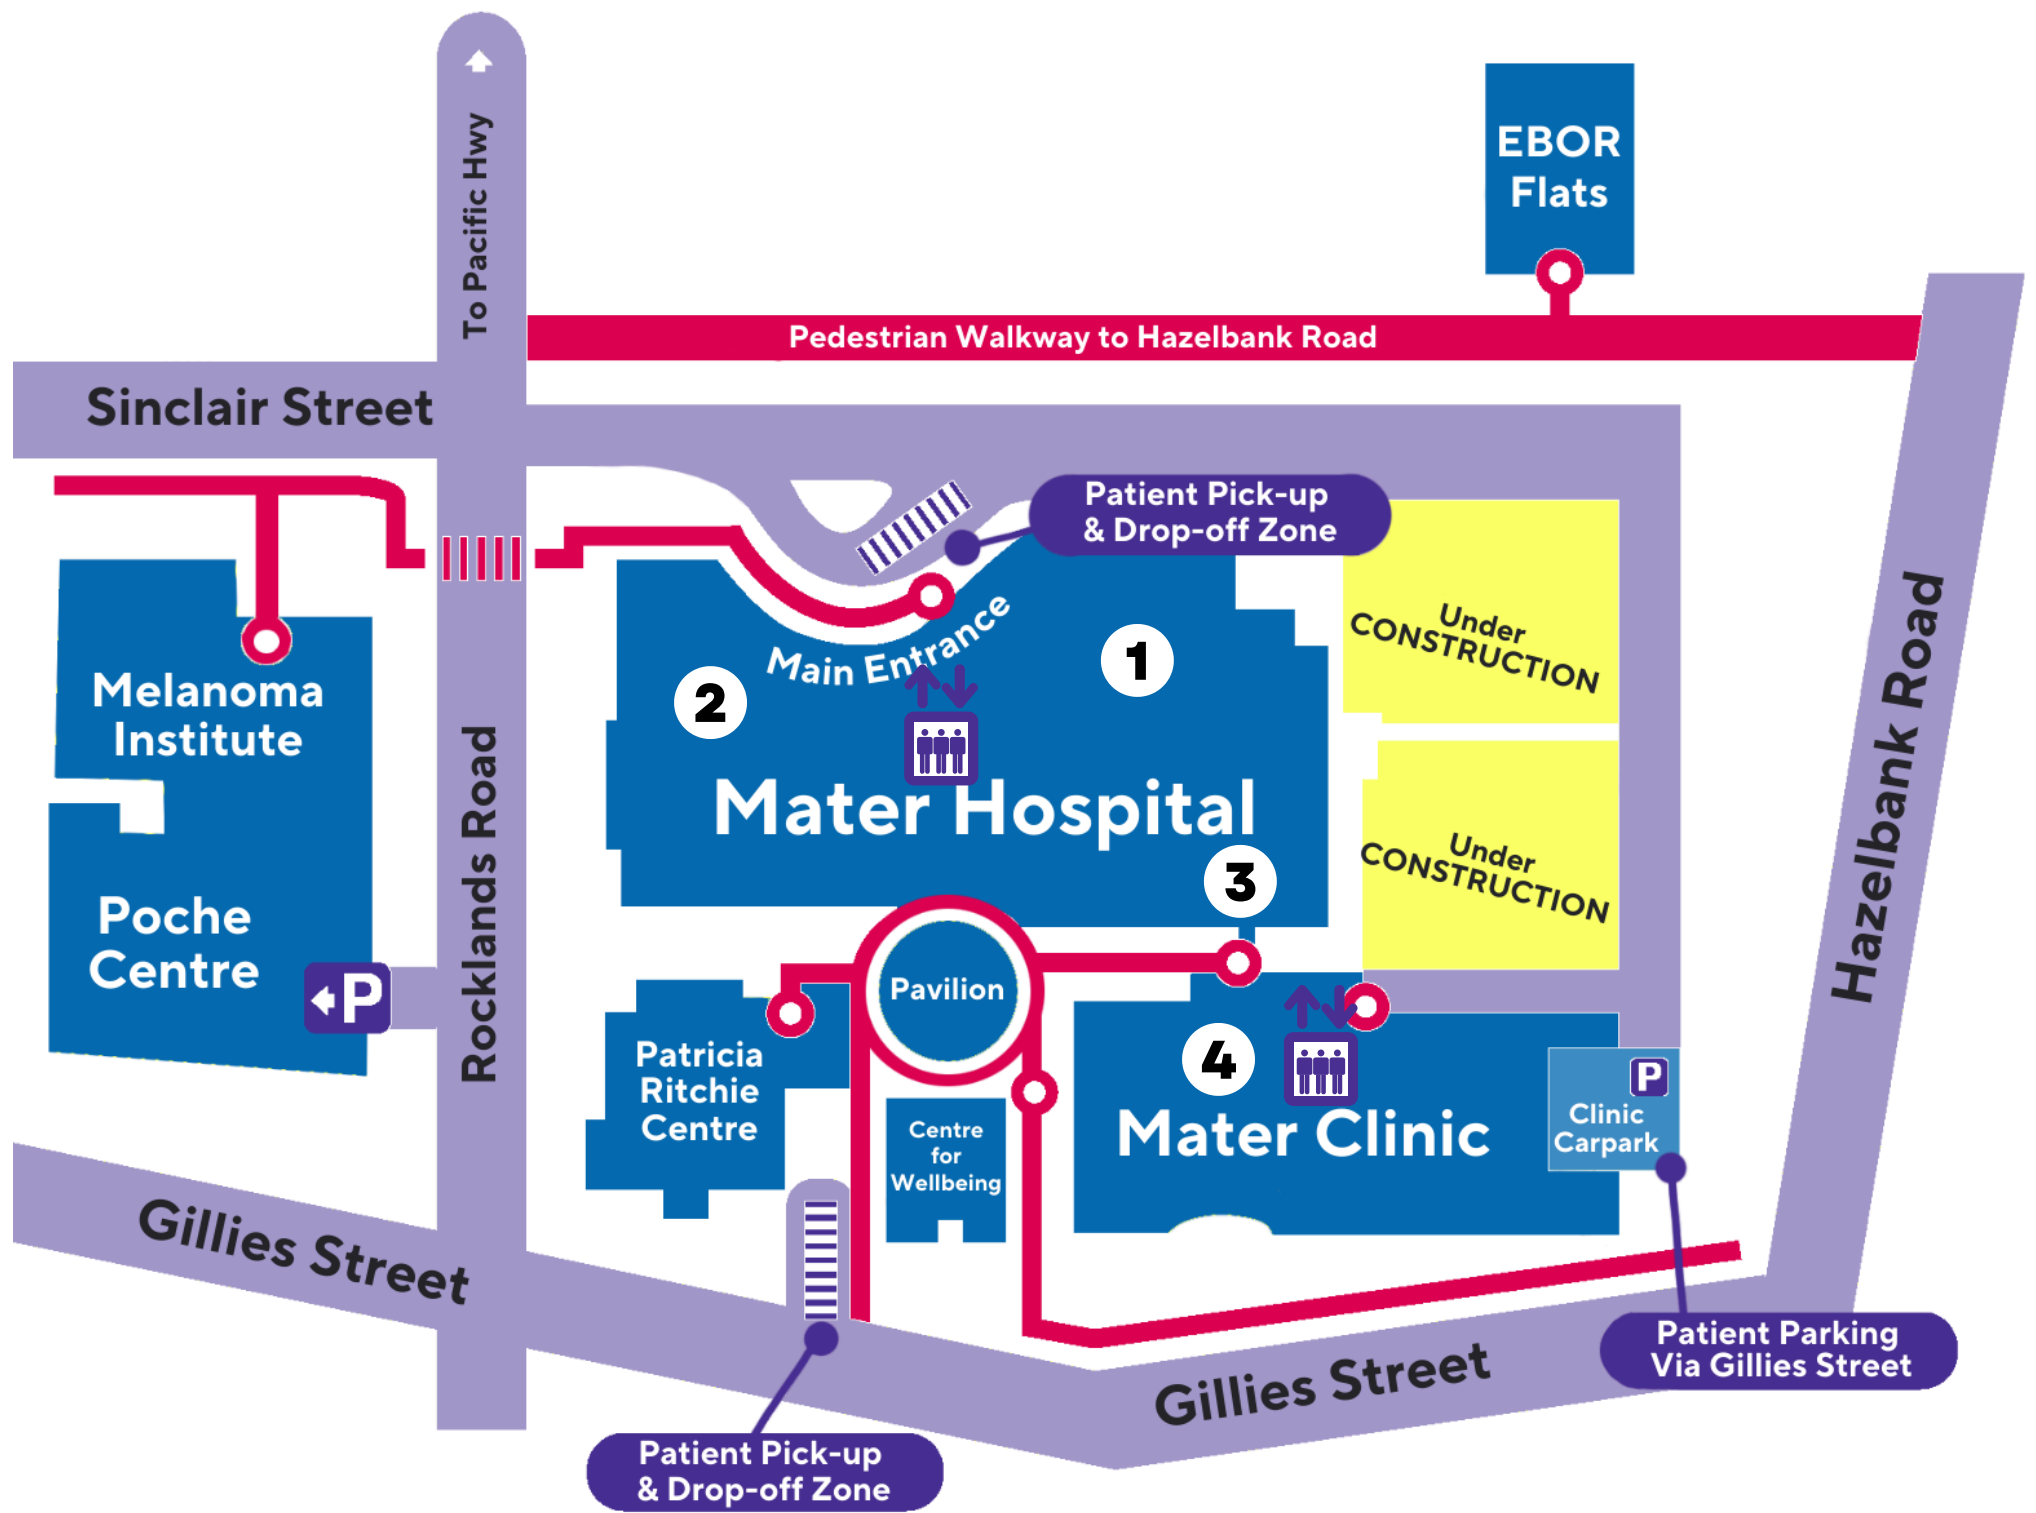 To Pacific Hwy
EBOR
Flats
Pedestrian Walkway to Hazelbank Road
Sinclair Street
Patient Pick-up
& Drop-off Zone
Main Entrance
1
2
Under
CONSTRUCTION
Melanoma
Institute
Mater Hospital
3
Under
CONSTRUCTION
Rocklands Road
Hazelbank Road
Poche
Centre
P
Pavilion
Patricia
Ritchie
Centre
Centre
for
Wellbeing
4
Mater Clinic
P
Clinic
Carpark
Gillies Street
Gillies Street
Patient Parking
Via Gillies Street
Patient Pick-up
& Drop-off Zone